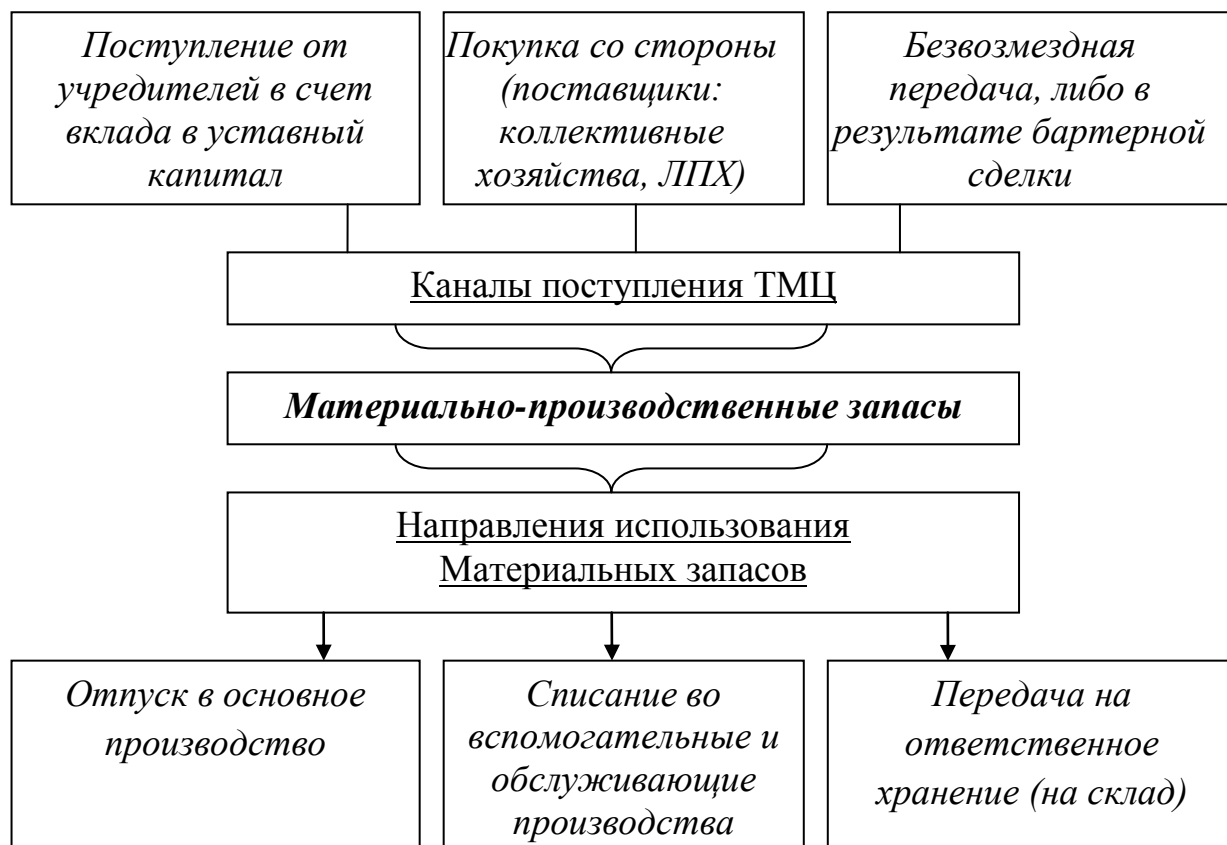 Поступление от
учредителей в счет
вклада в уставный
капитал
Покупка со стороны
(поставщики:
коллективные
хозяйства, ЛПХ)
Безвозмездная
передача, либо в
результате бартерной
сделки
Каналы поступления ТМЦ
Материально-производственные запасы
Направления использования
Материальных запасов
Отпуск в основное
производство
Списание во
вспомогательные и
обслуживающие
производства
Передача на
ответственное
хранение (на склад)